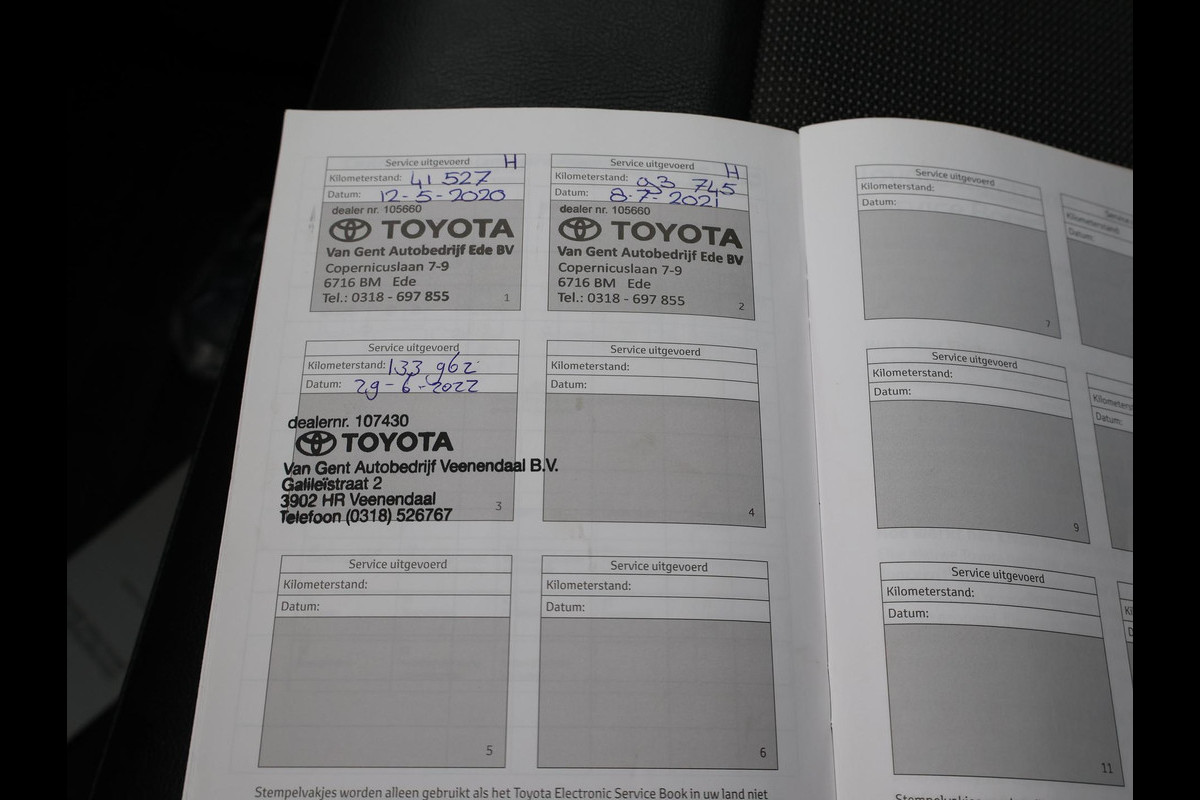 Service uitgevoerd H
Kilometerstand: 41 527
Datum: 12-5-2020
dealer nr. 105660
TOYOTA
Van Gent Autobedrijf Ede BV
Copernicuslaan 7-9
6716 BM Ede
Tel.: 0318 - 697 855
1
Service uitgevoerd H
Kilometerstand: 93 745
Datum: 8-7-2021
dealer nr. 105660
TOYOTA
Van Gent Autobedrijf Ede BV
Copernicuslaan 7-9
6716 BM Ede
Tel.: 0318 - 697 855
2
Service uitgevoerd
Kilometerstand: 133 962
Datum: 29-6-2022
dealernr. 107430
TOYOTA
Van Gent Autobedrijf Veenendaal B.V.
Galileïstraat 2
3902 HR Veenendaal
Telefoon (0318) 526767
3
Service uitgevoerd
Kilometerstand:
Datum:
4
Service uitgevoerd
Kilometerstand:
Datum:
5
Service uitgevoerd
Kilometerstand:
Datum:
6
Stempelvakjes worden alleen gebruikt als het Toyota Electronic Service Book in uw land niet
Service uitgevoerd
Kilometerstand:
Datum:
7
Kilometerstand:
Datum:
Service uitgevoerd
Kilometerstand:
Datum:
9
Datum:
Service uitgevoerd
Kilometerstand:
Datum:
11